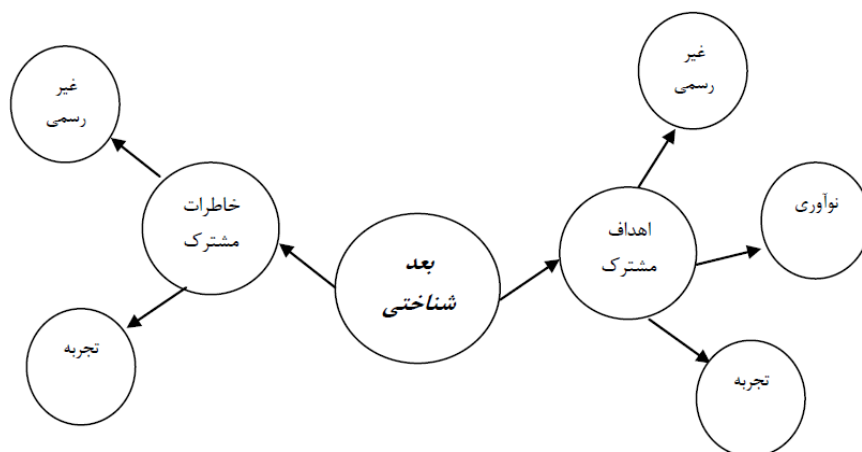 غیر
رسمی
نوآوری
اهداف
مشترک
تجربه
بعد
شناختی
غیر
رسمی
خاطرات
مشترک
تجربه